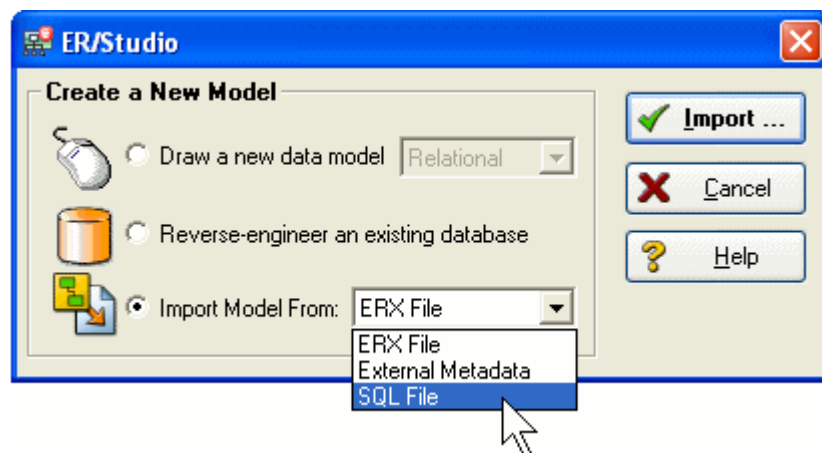 ER/Studio
Create a New Model
Draw a new data model Relational
Reverse-engineer an existing database
Import Model From: ERX File
ERX File
External Metadata
SQL File
Import ...
Cancel
Help